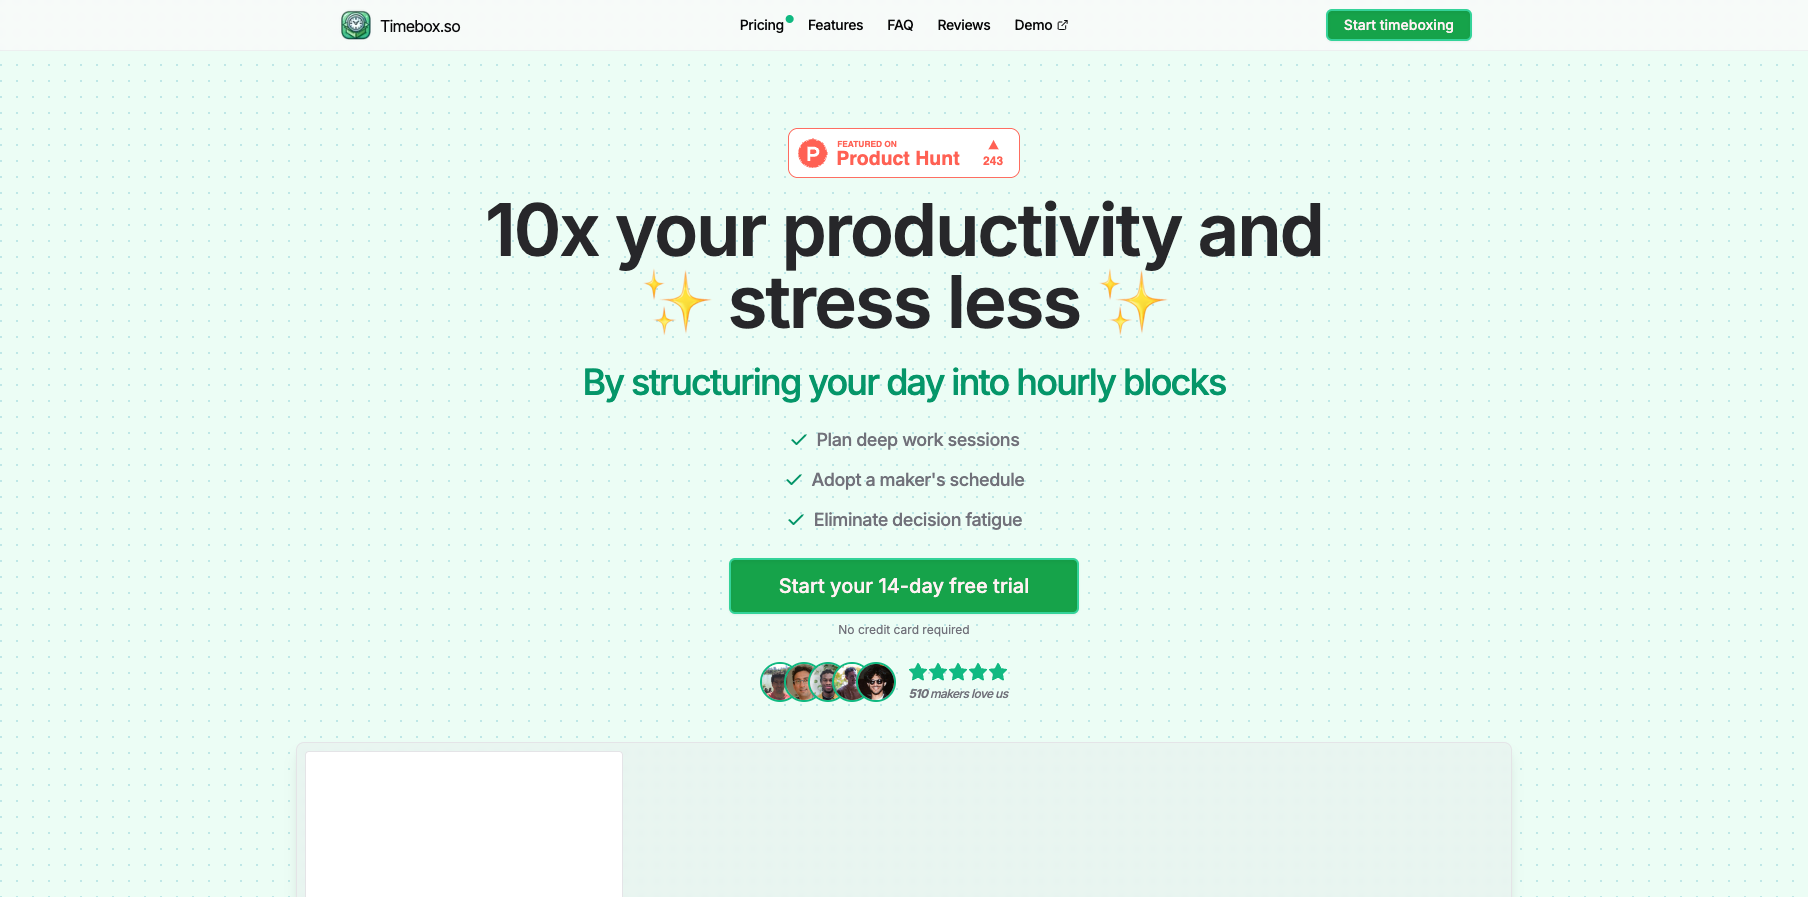 Timebox.so
Pricing
Features
FAQ
Reviews
Demo
Start timeboxing
P
FEATURED ON
Product Hunt
243
10x your productivity and
✨ stress less ✨
By structuring your day into hourly blocks
Plan deep work sessions
Adopt a maker's schedule
Eliminate decision fatigue
Start your 14-day free trial
No credit card required
510 makers love us